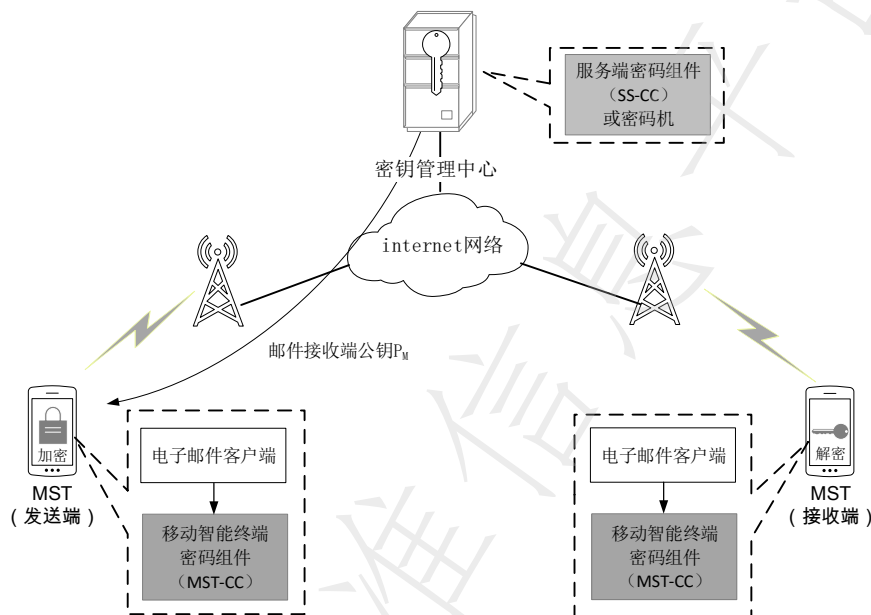 服务端密码组件
（SS-CC）
或密码机
密钥管理中心
internet网络
邮件接收端公钥PM
加密
MST
（发送端）
电子邮件客户端
移动智能终端
密码组件
（MST-CC）
电子邮件客户端
移动智能终端
密码组件
（MST-CC）
解密
MST
（接收端）
准信息平